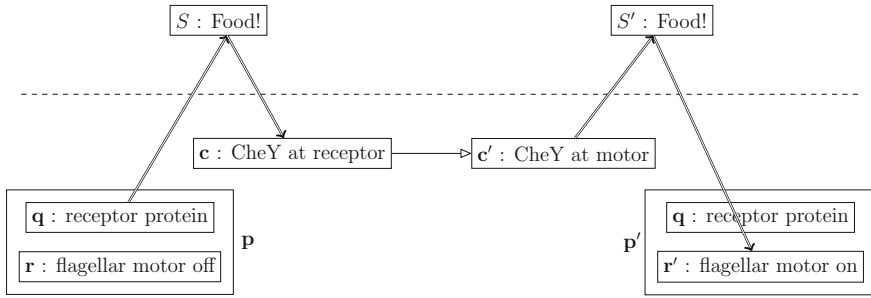 S : Food!
S′ : Food!
c : CheY at receptor
c′ : CheY at motor
q : receptor protein
r : flagellar motor off
p
p′
q : receptor protein
r′ : flagellar motor on